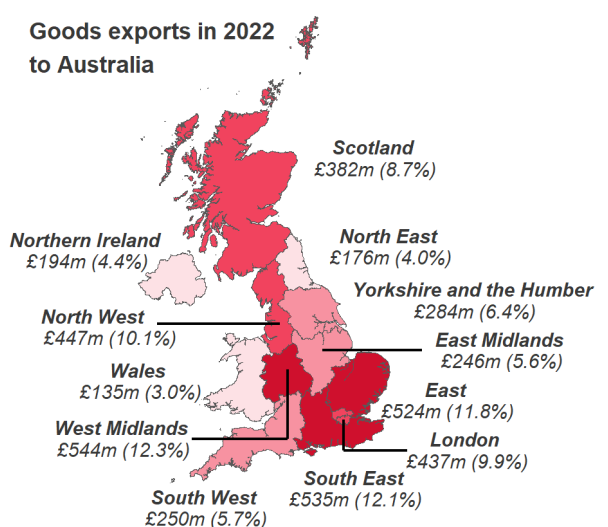 Goods exports in 2022
to Australia
Scotland
£382m (8.7%)
Northern Ireland
£194m (4.4%)
North East
£176m (4.0%)
Yorkshire and the Humber
£284m (6.4%)
North West
£447m (10.1%)
East Midlands
£246m (5.6%)
Wales
£135m (3.0%)
East
£524m (11.8%)
West Midlands
£544m (12.3%)
London
£437m (9.9%)
South East
£535m (12.1%)
South West
£250m (5.7%)